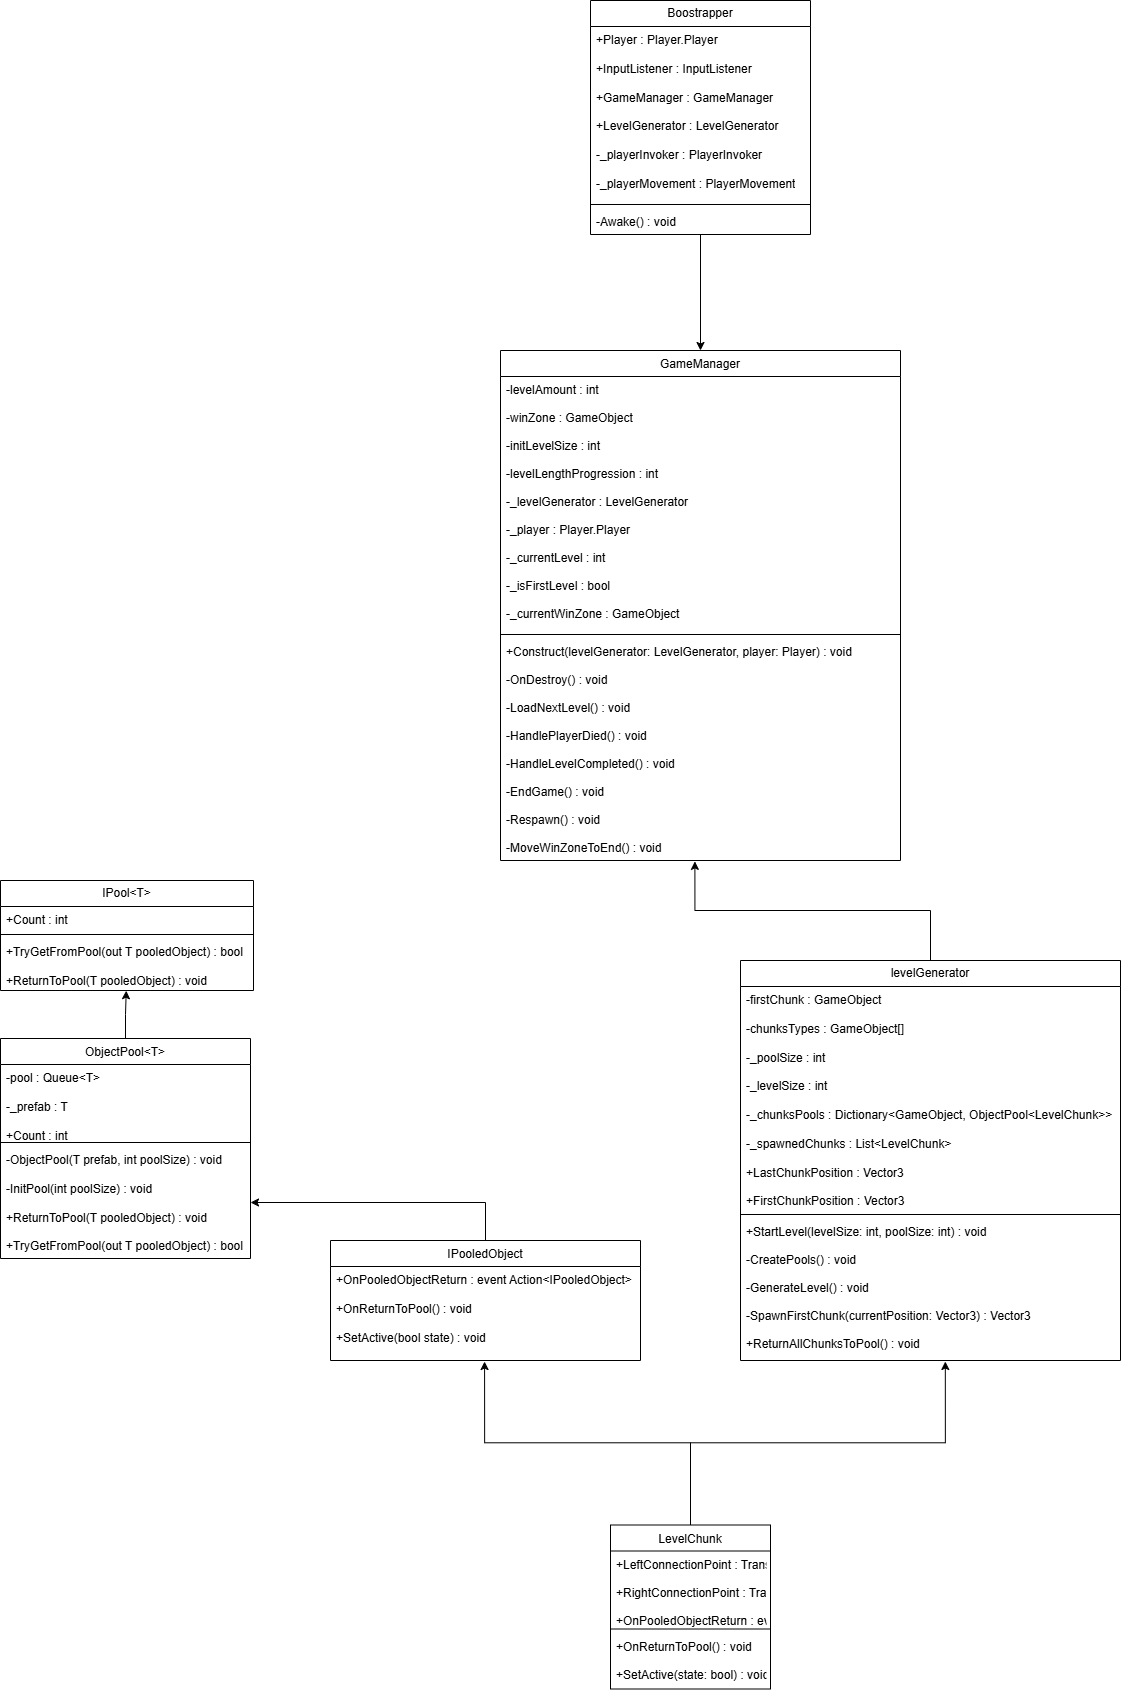 Boostrapper
+Player : Player.Player
+InputListener : InputListener
+GameManager : GameManager
+LevelGenerator : LevelGenerator
-_playerInvoker : PlayerInvoker
-_playerMovement : PlayerMovement
-Awake() : void
GameManager
-levelAmount : int
-winZone : GameObject
-initLevelSize : int
-levelLengthProgression : int
-_levelGenerator : LevelGenerator
-_player : Player.Player
-_currentLevel : int
-_isFirstLevel : bool
-_currentWinZone : GameObject
+Construct(levelGenerator: LevelGenerator, player: Player) : void
-OnDestroy() : void
-LoadNextLevel() : void
-HandlePlayerDied() : void
-HandleLevelCompleted() : void
-EndGame() : void
-Respawn() : void
-MoveWinZoneToEnd() : void
IPool<T>
+Count : int
+TryGetFromPool(out T pooledObject) : bool
+ReturnToPool(T pooledObject) : void
ObjectPool<T>
-pool : Queue<T>
-_prefab : T
+Count : int
-ObjectPool(T prefab, int poolSize) : void
-InitPool(int poolSize) : void
+ReturnToPool(T pooledObject) : void
+TryGetFromPool(out T pooledObject) : bool
IPooledObject
+OnPooledObjectReturn : event Action<IPooledObject>
+OnReturnToPool() : void
+SetActive(bool state) : void
levelGenerator
-firstChunk : GameObject
-chunksTypes : GameObject[]
-_poolSize : int
-_levelSize : int
-_chunksPools : Dictionary<GameObject, ObjectPool<LevelChunk>>
-_spawnedChunks : List<LevelChunk>
+LastChunkPosition : Vector3
+FirstChunkPosition : Vector3
+StartLevel(levelSize: int, poolSize: int) : void
-CreatePools() : void
-GenerateLevel() : void
-SpawnFirstChunk(currentPosition: Vector3) : Vector3
+ReturnAllChunksToPool() : void
LevelChunk
+LeftConnectionPoint :
+RightConnectionPoint :
+OnPooledObjectReturn :
+OnReturnToPool() : void
+SetActive(state: bool) : void